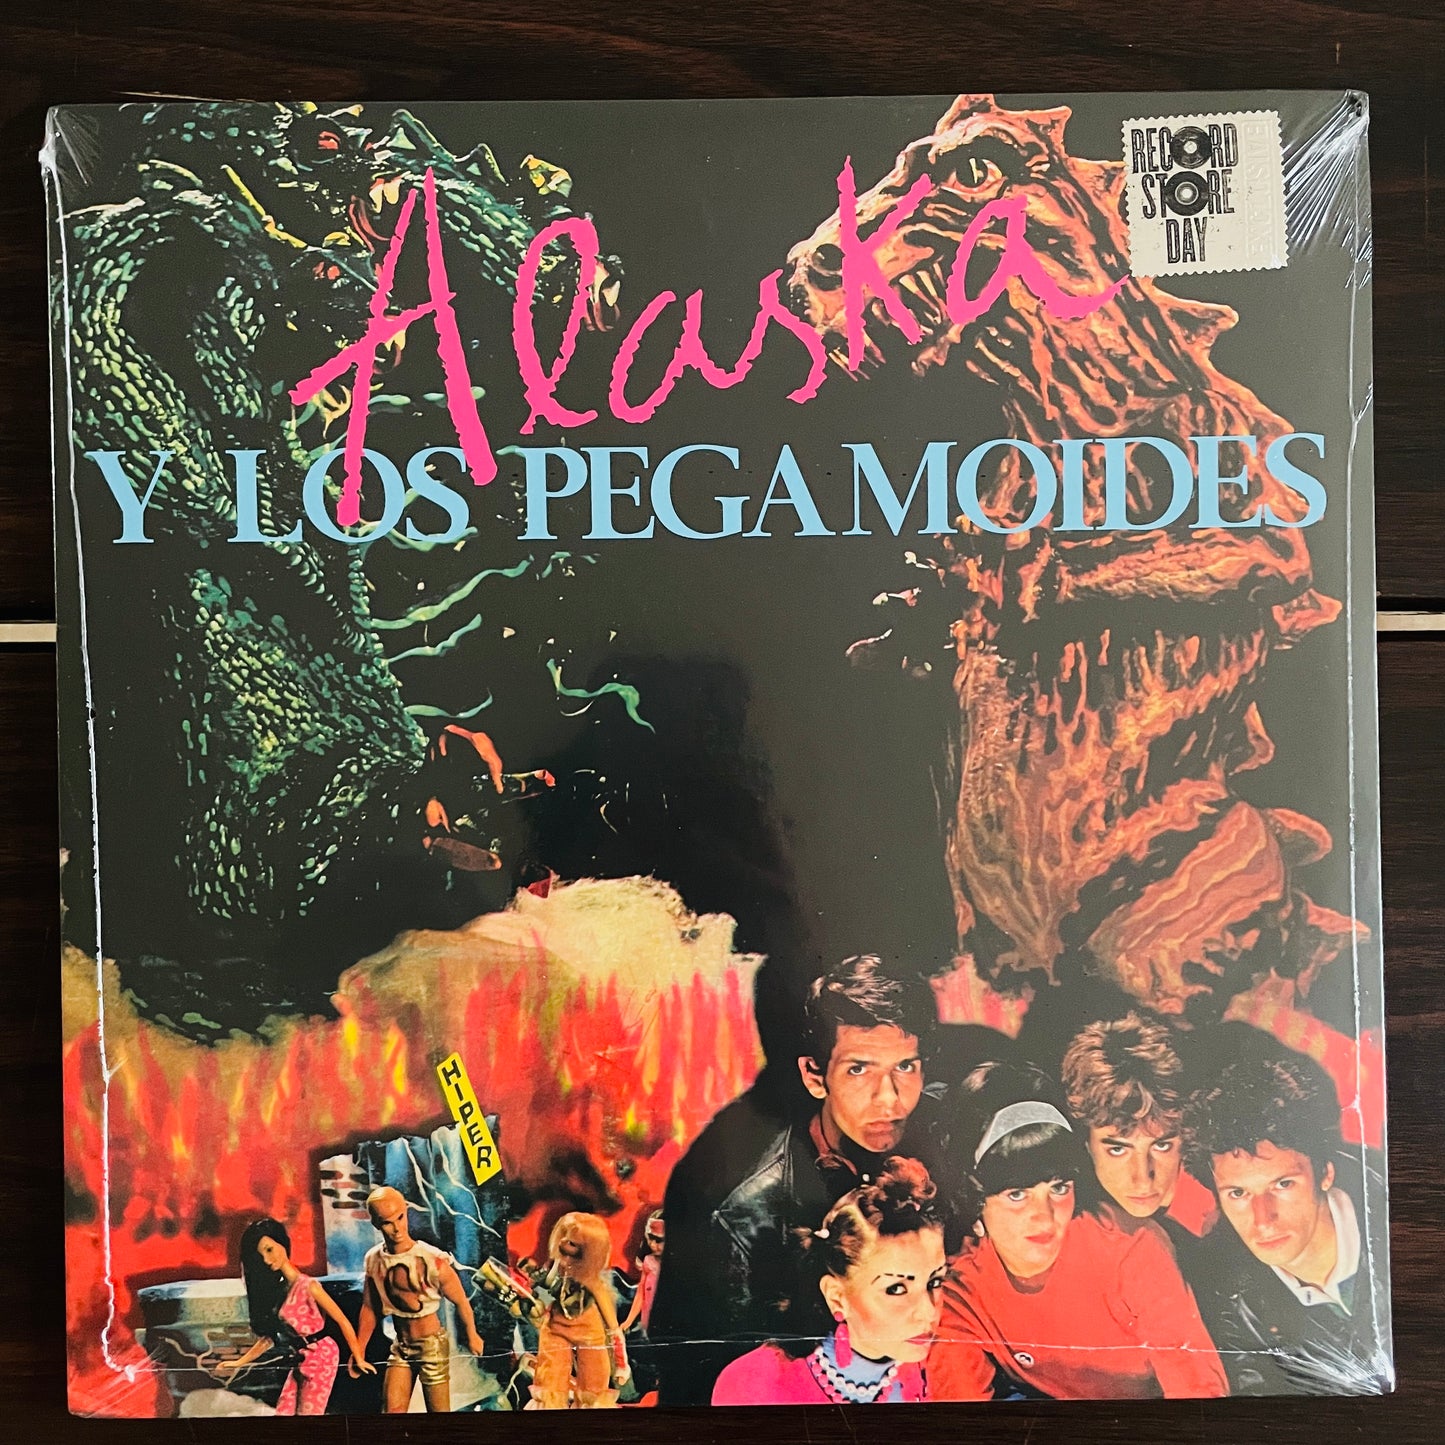 Alaska
Y LOS PEGAMOIDES
RECORD
STORE
DAY
HIPER